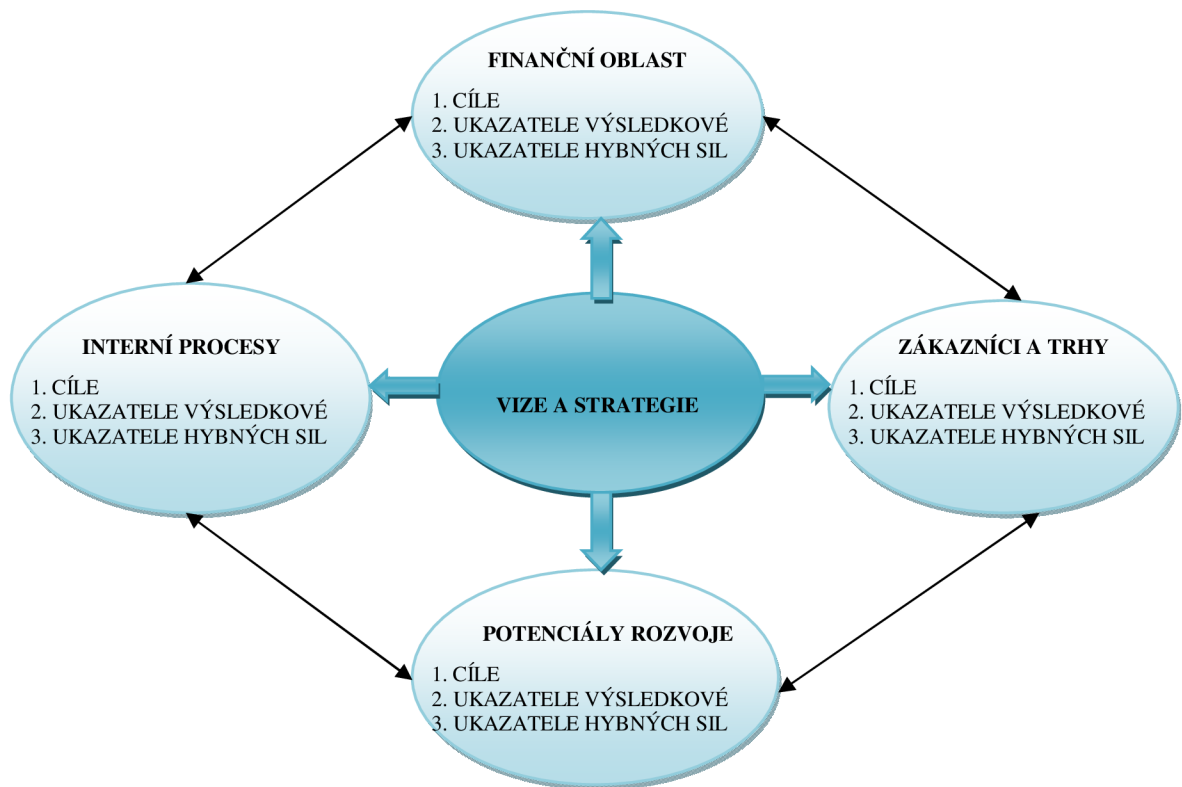 FINANČNÍ OBLAST
1. CÍLE
2. UKAZATELE VÝSLEDKOVÉ
3. UKAZATELE HYBNÝCH SIL
INTERNÍ PROCESY
1. CÍLE
2. UKAZATELE VÝSLEDKOVÉ
3. UKAZATELE HYBNÝCH SIL
VIZE A STRATEGIE
ZÁKAZNÍCI A TRHY
1. CÍLE
2. UKAZATELE VÝSLEDKOVÉ
3. UKAZATELE HYBNÝCH SIL
POTENCIÁLY ROZVOJE
1. CÍLE
2. UKAZATELE VÝSLEDKOVÉ
3. UKAZATELE HYBNÝCH SIL